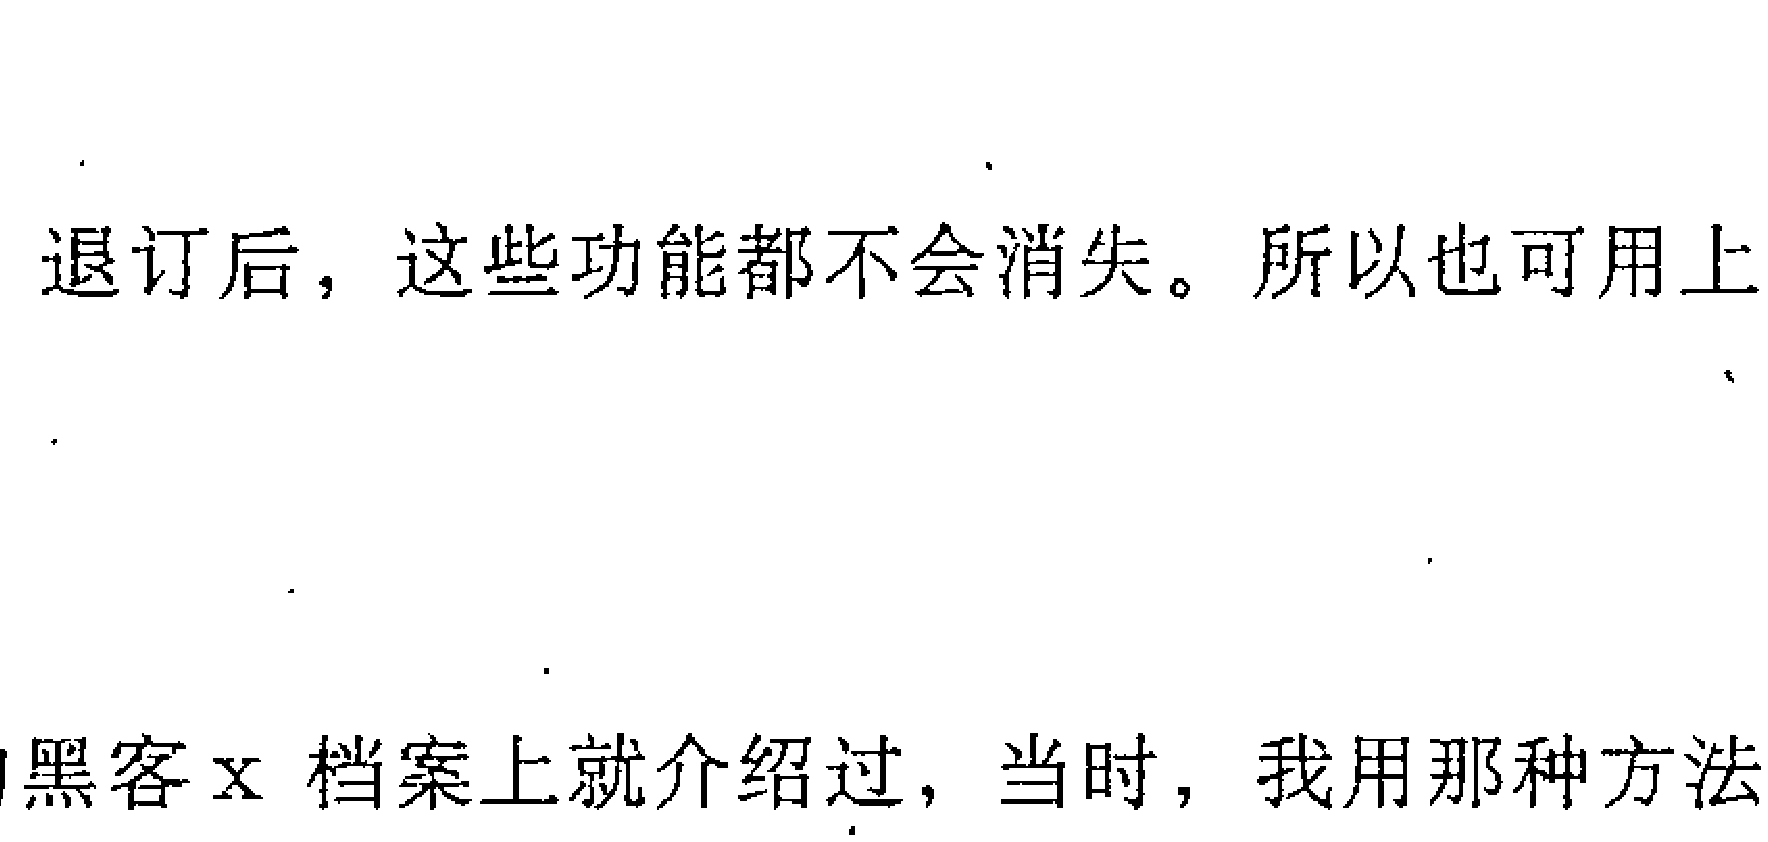 退订后，这些功能都不会消失。所以也可用上
黑客x 档案上就介绍过，当时，我用那种方法